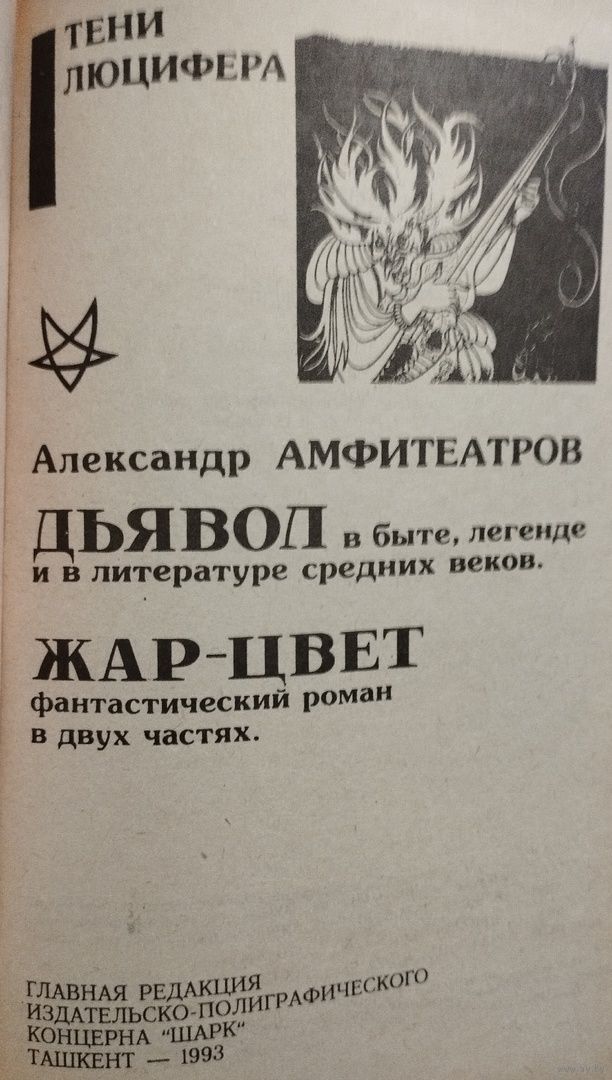 ТЕНИ
ЛЮЦИФЕРА
Александр АМФИТЕАТРОВ
ДЬЯВОЛ в быте, легенде
и в литературе средних веков.
ЖАР-ЦВЕТ
фантастический роман
в двух частях.
ГЛАВНАЯ РЕДАКЦИЯ
ИЗДАТЕЛЬСКО-ПОЛИГРАФИЧЕСКОГО
КОНЦЕРНА "ШАРК"
ТАШКЕНТ — 1993